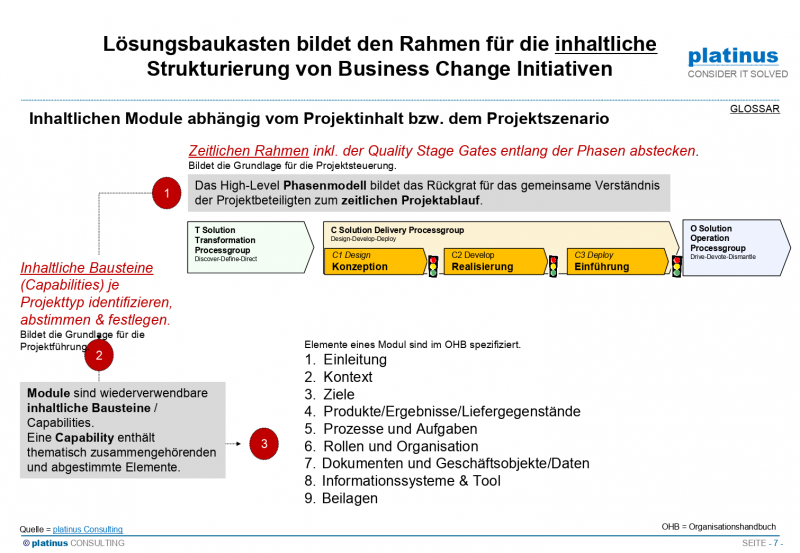 Lösungsbaukasten bildet den Rahmen für die inhaltliche
Strukturierung von Business Change Initiativen
platinus
CONSIDER IT SOLVED
GLOSSAR
Inhaltlichen Module abhängig vom Projektinhalt bzw. dem Projektszenario
Zeitlichen Rahmen inkl. der Quality Stage Gates entlang der Phasen abstecken.
Bildet die Grundlage für die Projektsteuerung.
1
Das High-Level Phasenmodell bildet das Rückgrat für das gemeinsame Verständnis
der Projektbeteiligten zum zeitlichen Projektablauf.
T Solution
Transformation
Processgroup
Discover-Define-Direct
C Solution Delivery Processgroup
Design-Develop-Deploy
C1 Design
Konzeption
C2 Develop
Realisierung
C3 Deploy
Einführung
O Solution
Operation
Processgroup
Drive-Devote-Dismantle
Inhaltliche Bausteine
(Capabilities) je
Projekttyp identifizieren,
abstimmen & festlegen.
Bildet die Grundlage für die
Projektführung
2
Module sind wiederverwendbare
inhaltliche Bausteine /
Capabilities.
Eine Capability enthält
thematisch zusammengehörenden
und abgestimmte Elemente.
3
Elemente eines Modul sind im OHB spezifiziert.
1. Einleitung
2. Kontext
3. Ziele
4. Produkte/Ergebnisse/Liefergegenstände
5. Prozesse und Aufgaben
6. Rollen und Organisation
7. Dokumenten und Geschäftsobjekte/Daten
8. Informationssysteme & Tool
9. Beilagen
Quelle = platinus Consulting
OHB = Organisationshandbuch
© platinus CONSULTING
SEITE - 7 -